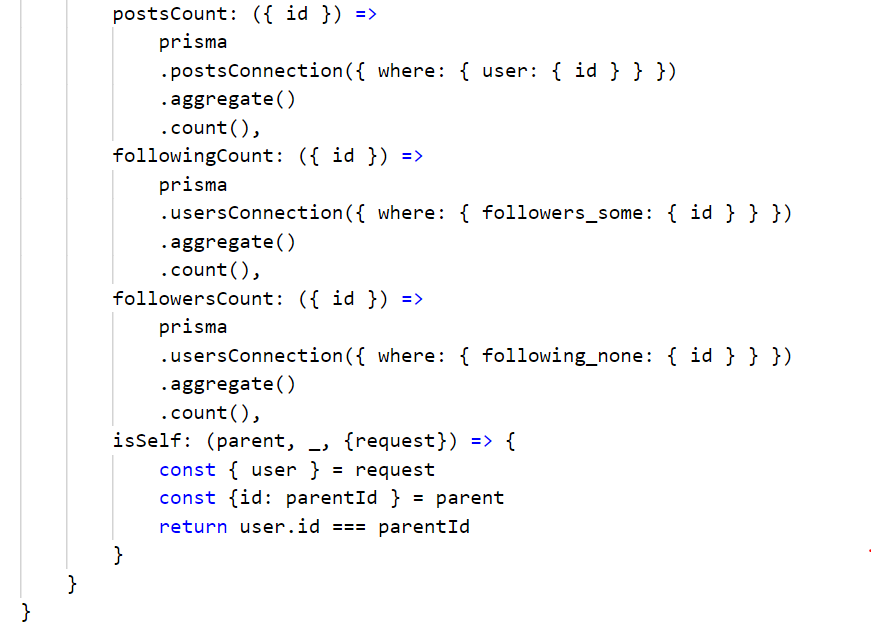 postsCount: ({ id }) =>
prisma
.postsConnection({ where: { user: { id } } })
.aggregate()
.count(),
followingCount: ({ id }) =>
prisma
.usersConnection({ where: { followers_some: { id } } })
.aggregate()
.count(),
followersCount: ({ id }) =>
prisma
.usersConnection({ where: { following_none: { id } } })
.aggregate()
.count(),
isSelf: (parent, _, {request}) => {
const { user } = request
const {id: parentId } = parent
return user.id === parentId
}
}
}